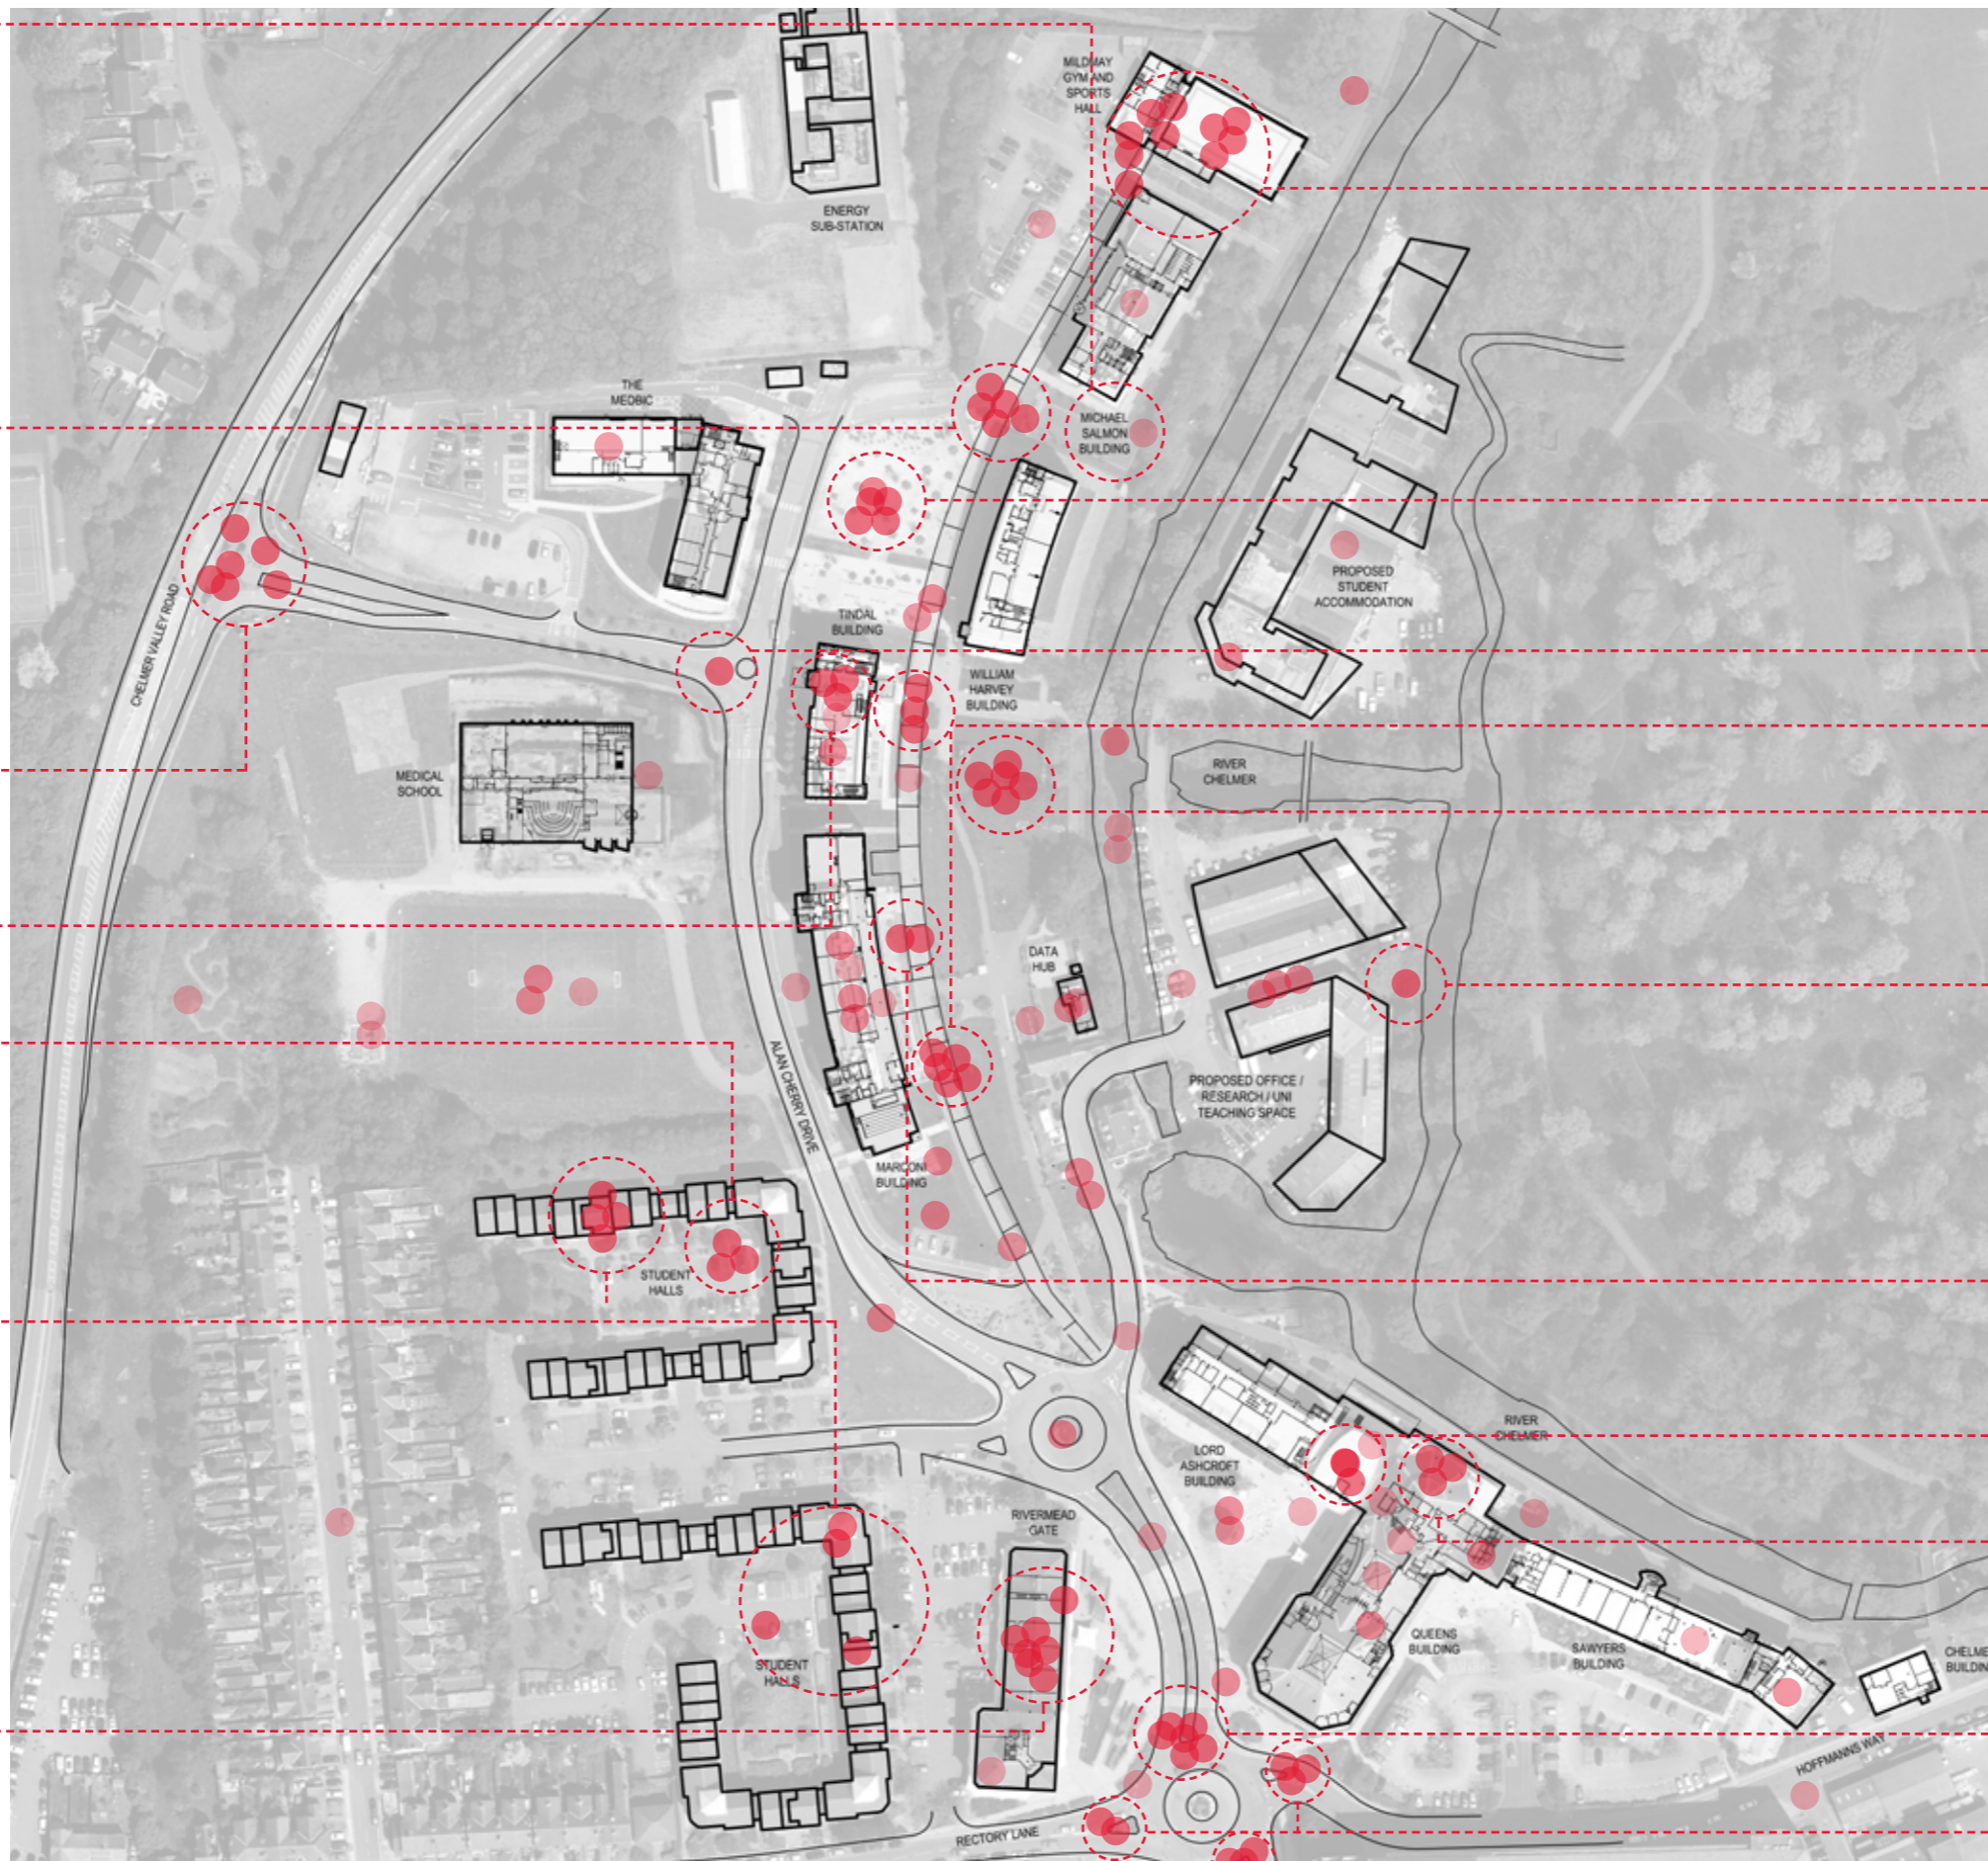 MILDMAY
GYM AND
SPORTS
HALL
ENERGY
SUB-STATION
THE
MEDBIC
MICHAEL
SALMON
BUILDING
PROPOSED
STUDENT
ACCOMMODATION
CHELMER VALLEY ROAD
TINDAL
BUILDING
WILLIAM
HARVEY
BUILDING
MEDICAL
SCHOOL
RIVER
CHELMER
DATA
HUB
ALAN CHERRY DRIVE
PROPOSED OFFICE /
RESEARCH / UNI
TEACHING SPACE
MARCONI
BUILDING
STUDENT
HALLS
RIVER
CHELMER
LORD
ASHCROFT
BUILDING
RIVERMEAD
GATE
QUEENS
BUILDING
SAWYERS
BUILDING
CHELME
BUILDIN
STUDENT
HALLS
HOFFMANNS WAY
RECTORY LANE